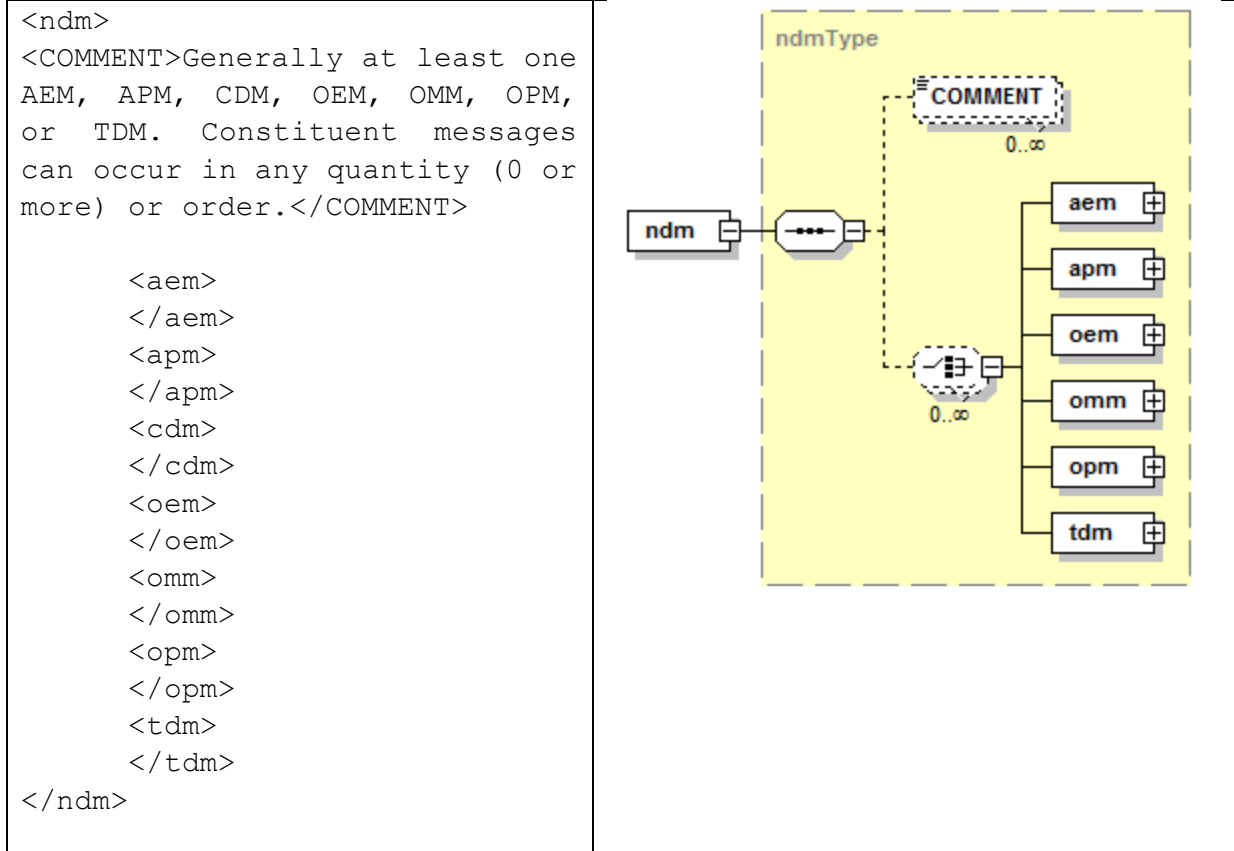 <ndm>
<COMMENT>Generally at least one
AEM, APM, CDM, OEM, OMM, OPM,
or TDM. Constituent messages
can occur in any quantity (0 or
more) or order.</COMMENT>
<aem>
</aem>
<apm>
</apm>
<cdm>
</cdm>
<oem>
</oem>
<omm>
</omm>
<opm>
</opm>
<tdm>
</tdm>
</ndm>
ndmType
COMMENT
0..∞
ndm
aem
apm
oem
0..∞
omm
opm
tdm